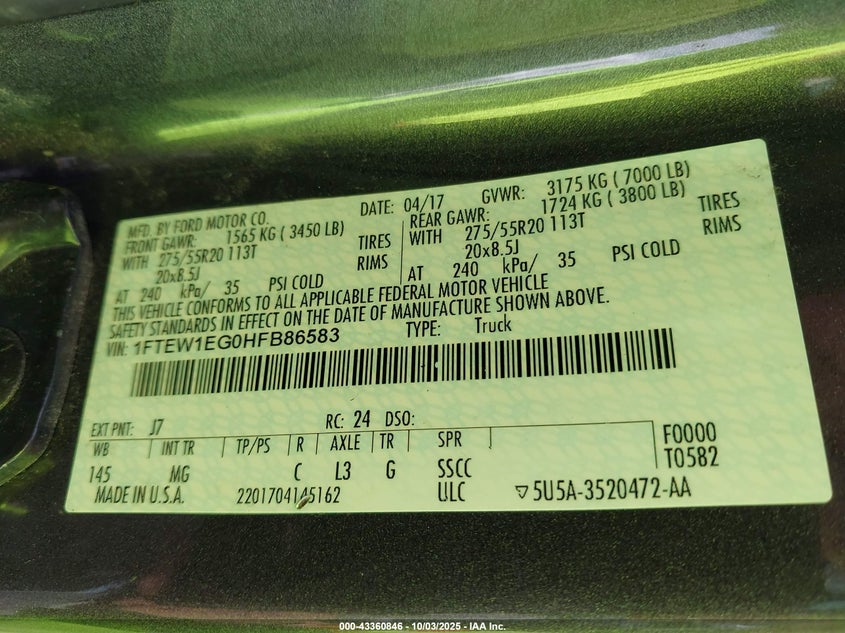 MFD. BY FORD MOTOR CO. DATE: 04/17 GVWR: 3175 KG ( 7000 LB)
FRONT GAWR: 1565 KG ( 3450 LB) REAR GAWR: 1724 KG ( 3800 LB)
WITH 275/55R20 113T TIRES WITH 275/55R20 113T TIRES
20x8.5J RIMS 20x8.5J RIMS
AT 240 kPa/ 35 PSI COLD AT 240 kPa/ 35 PSI COLD
THIS VEHICLE CONFORMS TO ALL APPLICABLE FEDERAL MOTOR VEHICLE
SAFETY STANDARDS IN EFFECT ON THE DATE OF MANUFACTURE SHOWN ABOVE.
VIN: 1FTEW1EG0HFB86583 TYPE: Truck
EXT PNT: J7 RC: 24 DSO:
WB INT TR TP/PS R AXLE TR SPR F0000
145 MG C L3 G SSCC T0582
MADE IN U.S.A. 2201704145162 ULC 5U5A-3520472-AA
000-43360846 - 10/03/2025 - IAA Inc.